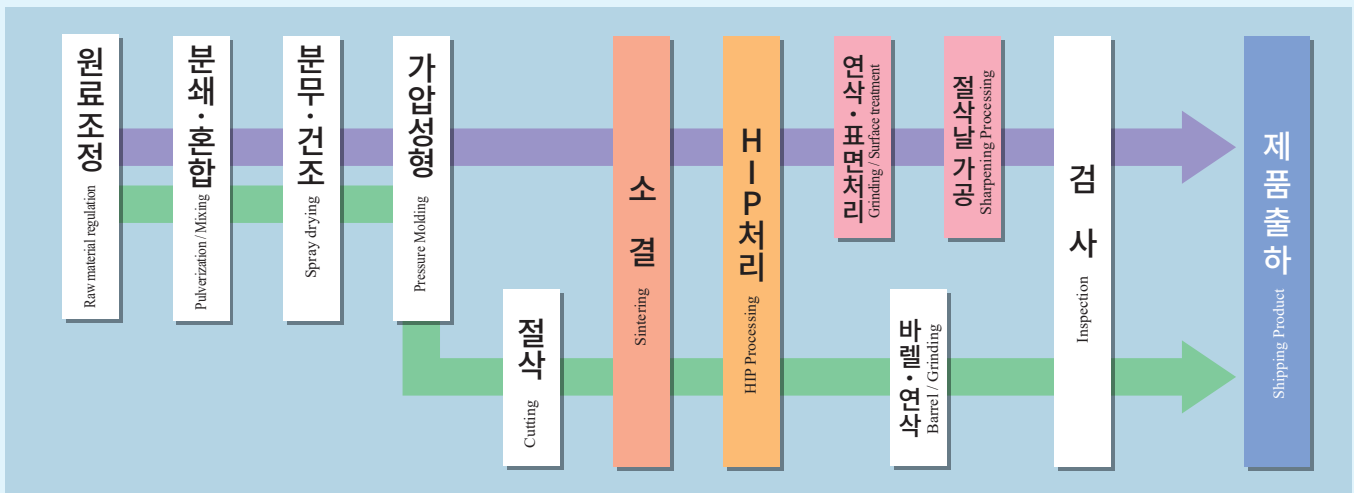 원료조정
Raw material regulation
분쇄·혼합
Pulverization / Mixing
분무·건조
Spray drying
가압성형
Pressure Molding
절삭
Cutting
소 결
Sintering
HIP처리
HIP Processing
연삭·표면처리
Grinding / Surface treatment
절삭날 가공
Sharpening Processing
바렐·연삭
Barrel / Grinding
검 사
Inspection
제품출하
Shipping Product